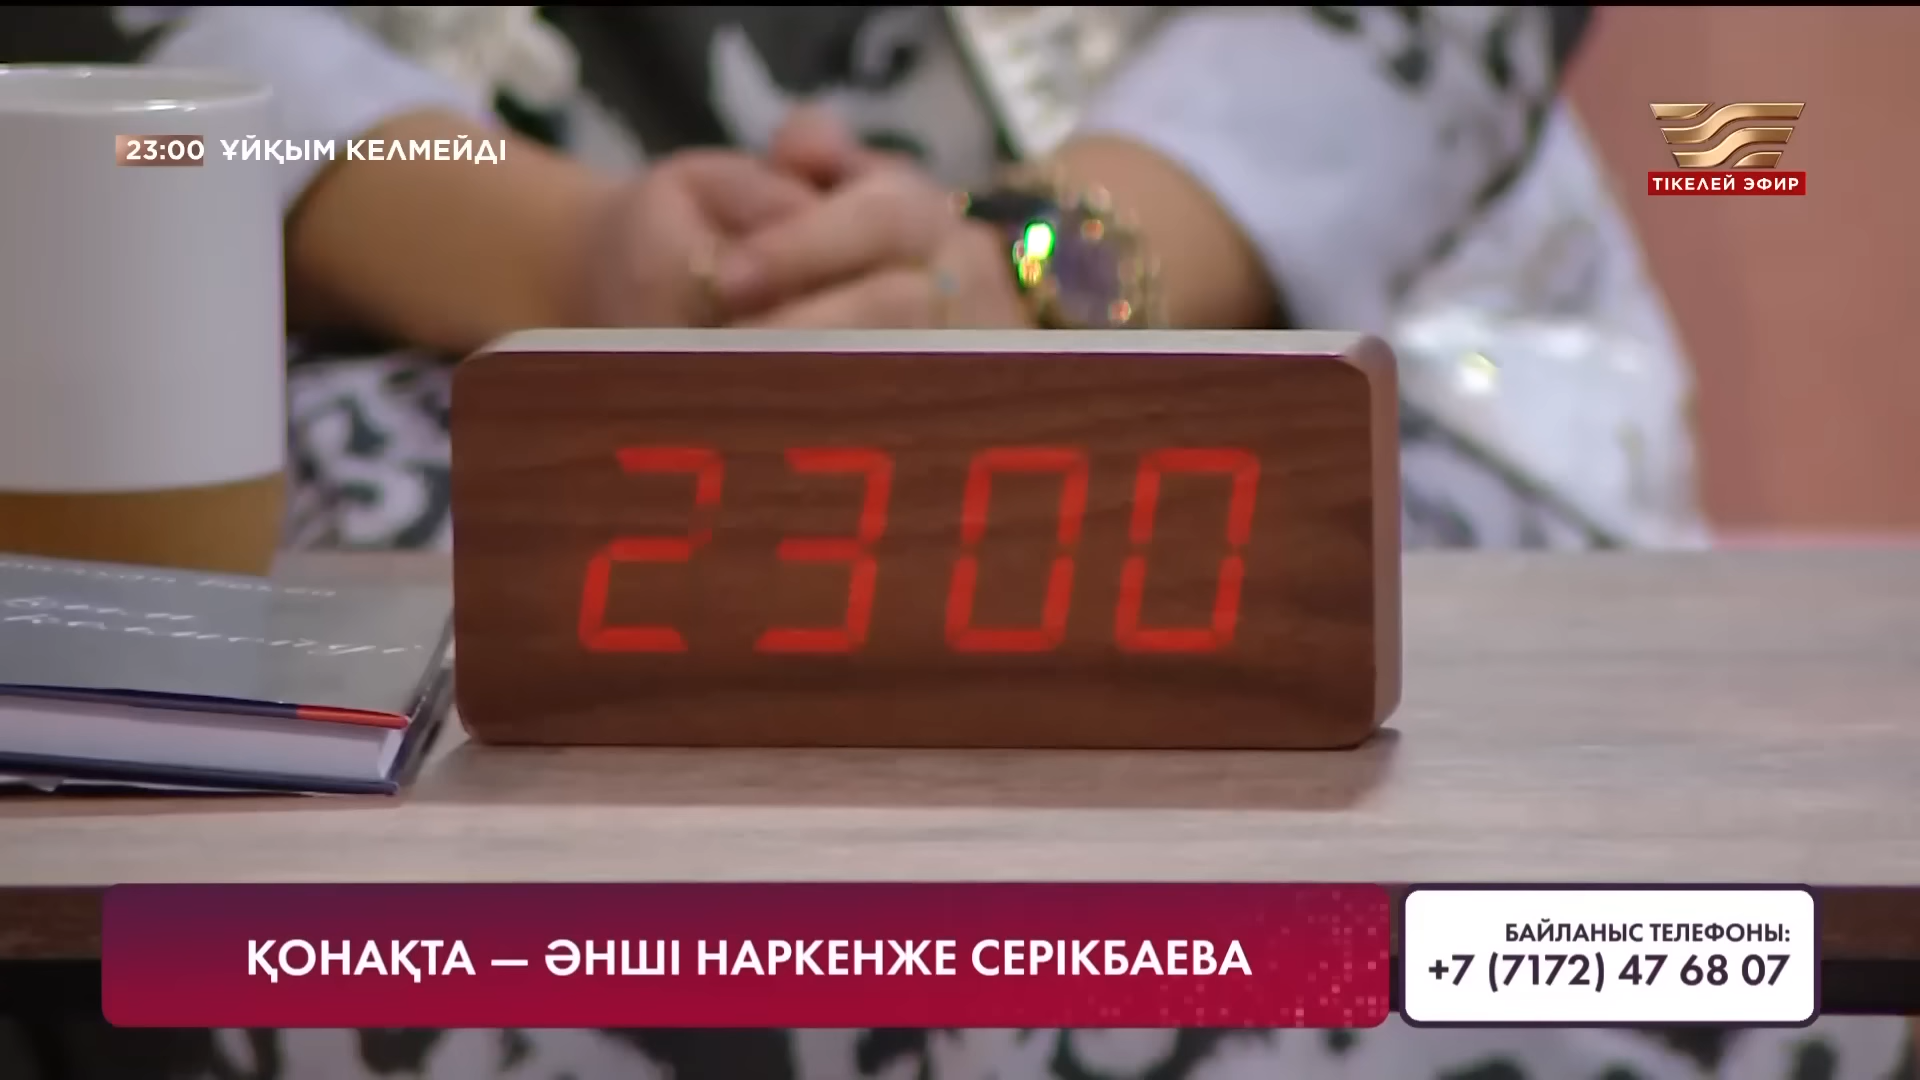 23:00 ҰЙҚЫМ КЕЛМЕЙДІ
ТІКЕЛЕЙ ЭФИР
2300
ҚОНАҚТА — ӘНШІ НАРКЕНЖЕ СЕРІКБАЕВА
БАЙЛАНЫС ТЕЛЕФОНЫ:
+7 (7172) 47 68 07